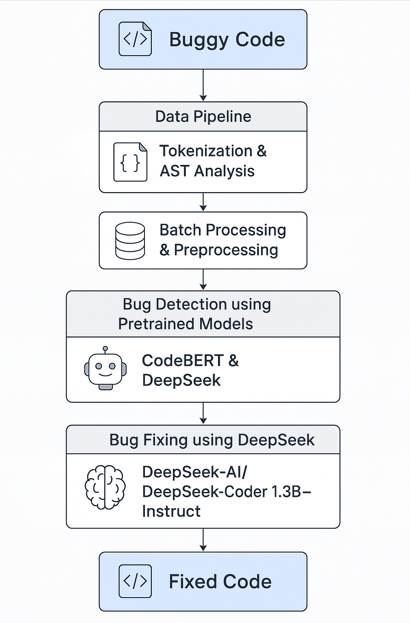 </> Buggy Code
Data Pipeline
{ } Tokenization &
AST Analysis
Batch Processing
& Preprocessing
Bug Detection using
Pretrained Models
CodeBERT &
DeepSeek
Bug Fixing using DeepSeek
DeepSeek-AI/
DeepSeek-Coder 1.3B–
Instruct
</> Fixed Code